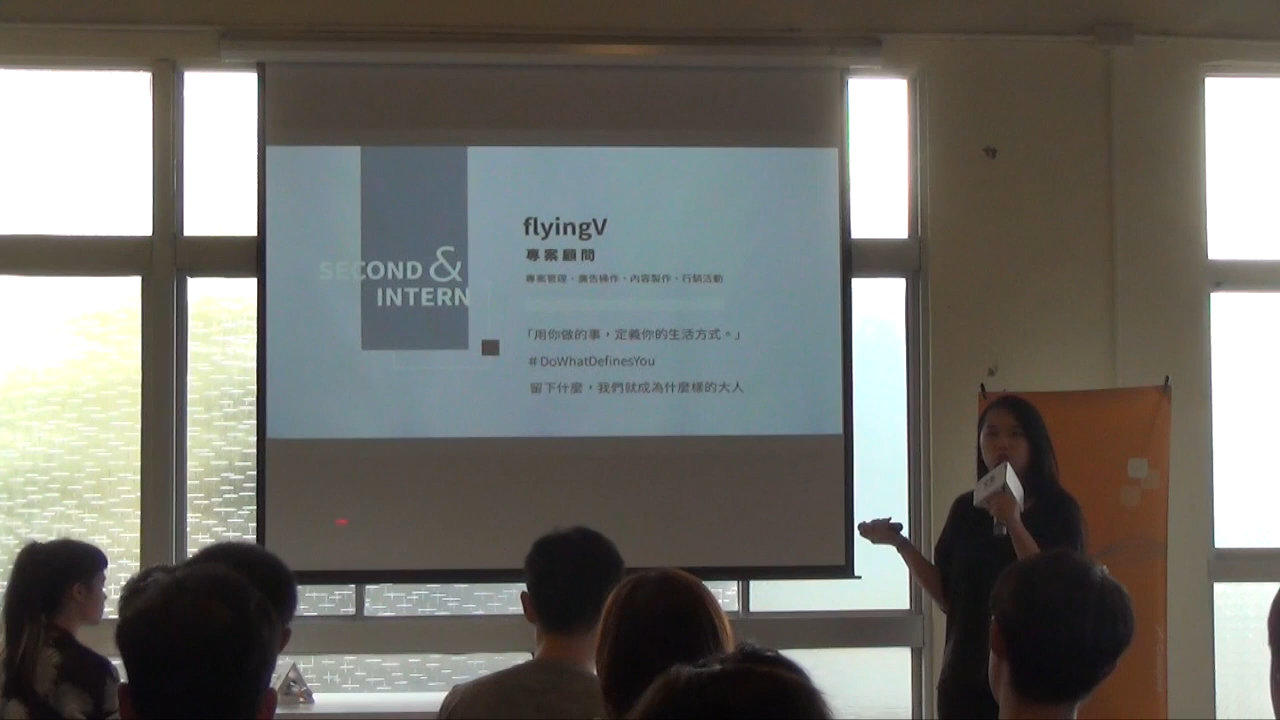 SECOND &
INTERN
flyingV
專案顧問
專案管理、廣告操作、內容製作、行銷活動
「用你做的事，定義你的生活方式。」
#DoWhatDefinesYou
留下什麼，我們就成為什麼樣的大人